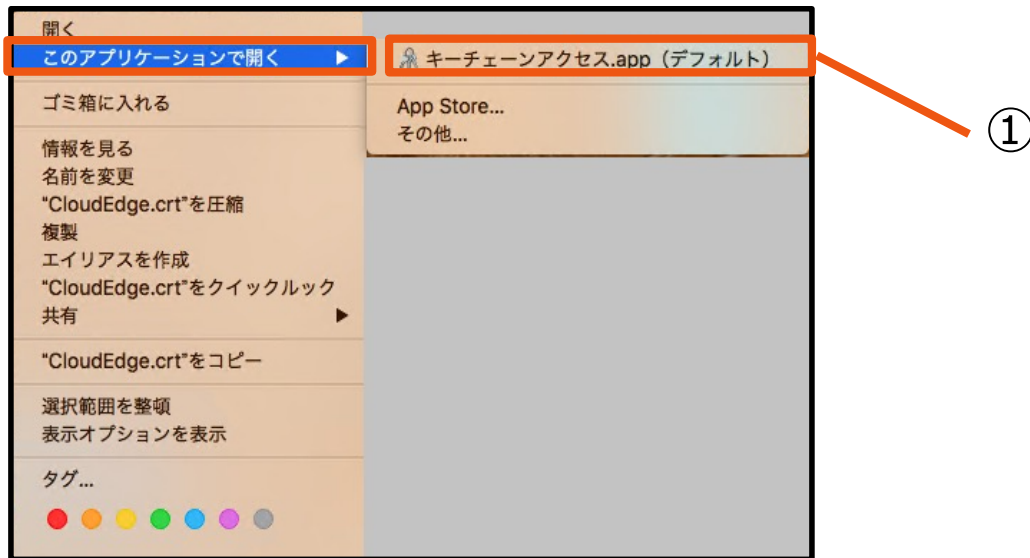 開く
このアプリケーションで開く ▶
キーチェーンアクセス.app（デフォルト）
App Store...
その他...
ゴミ箱に入れる
情報を見る
名前を変更
"CloudEdge.crt"を圧縮
複製
エイリアスを作成
"CloudEdge.crt"をクイックルック
共有 ▶
"CloudEdge.crt"をコピー
選択範囲を整頓
表示オプションを表示
タグ...
①